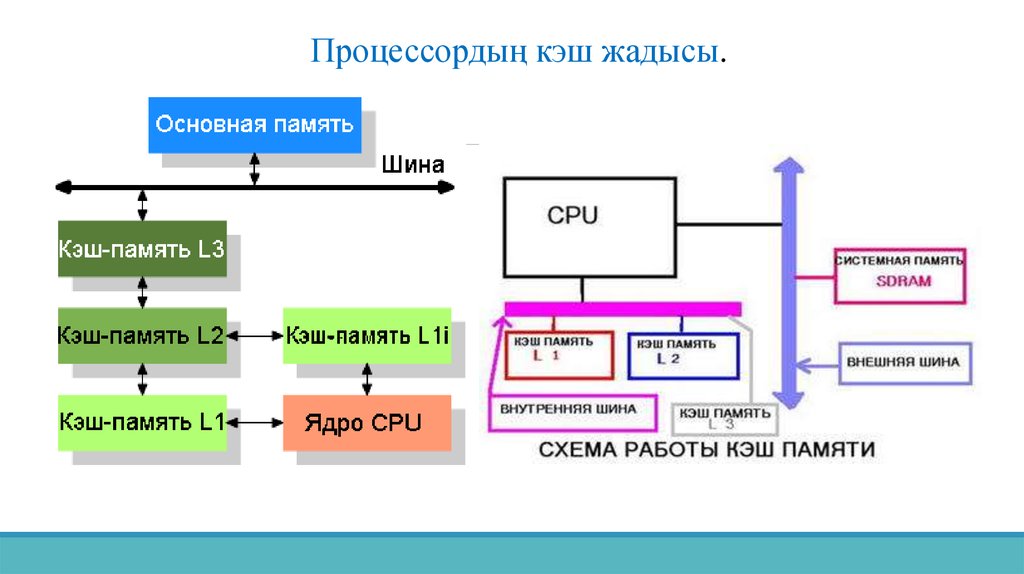 Процессордың кэш жадысы.
Основная память
Шина
Кэш-память L3
Кэш-память L2
Кэш-память L1i
Кэш-память L1
Ядро CPU
CPU
СИСТЕМНАЯ ПАМЯТЬ
SDRAM
КЭШ ПАМЯТЬ
L 1
КЭШ ПАМЯТЬ
L 2
ВНЕШНЯЯ ШИНА
ВНУТРЕННЯЯ ШИНА
КЭШ ПАМЯТЬ
L 3
СХЕМА РАБОТЫ КЭШ ПАМЯТИ